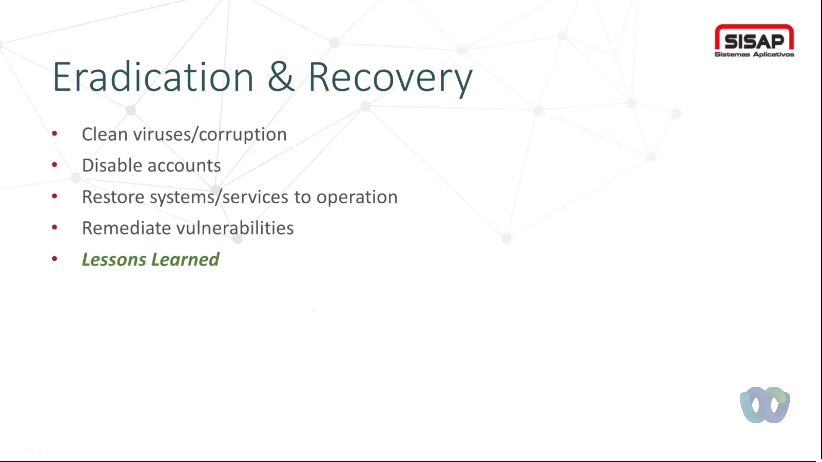 SISAP
Sistemas Aplicativos
Eradication & Recovery
• Clean viruses/corruption
• Disable accounts
• Restore systems/services to operation
• Remediate vulnerabilities
• Lessons Learned